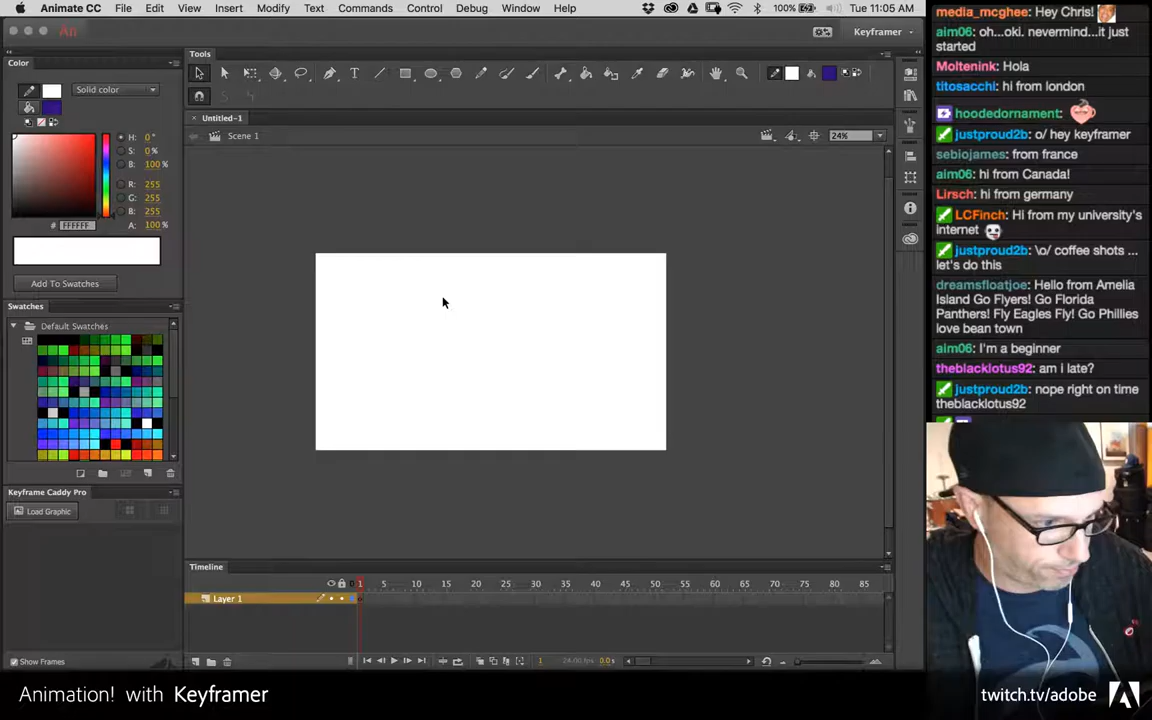 Animate CC File Edit View Insert Modify Text Commands Control Debug Window Help 100% Tue 11:05 AM
An Keyframer
Color
Solid color
H: 0 °
S: 0 %
B: 100 %
R: 255
G: 255
B: 255
# FFFFFF A: 100 %
Add To Swatches
Swatches
Default Swatches
Keyframe Caddy Pro
Load Graphic
Show Frames
Tools
Untitled-1
Scene 1 24%
Timeline
1 5 10 15 20 25 30 35 40 45 50 55 60 65 70 75 80 85
Layer 1
1 24.00 fps 0.0 s
media_mcghee: Hey Chris!
aim06: oh...oki. nevermind...it just
started
Moltenink: Hola
titosacchi: hi from london
hoodedornament:
justproud2b: o/ hey keyframer
sebiojames: from france
aim06: hi from Canada!
Lirsch: hi from germany
LCFinch: Hi from my university's
internet
justproud2b: \o/ coffee shots ...
let's do this
dreamsfloatjoe: Hello from Amelia
Island Go Flyers! Go Florida
Panthers! Fly Eagles Fly! Go Phillies
love bean town
aim06: I'm a beginner
theblacklotus92: am i late?
justproud2b: nope right on time
theblacklotus92
Animation! with Keyframer
twitch.tv/adobe